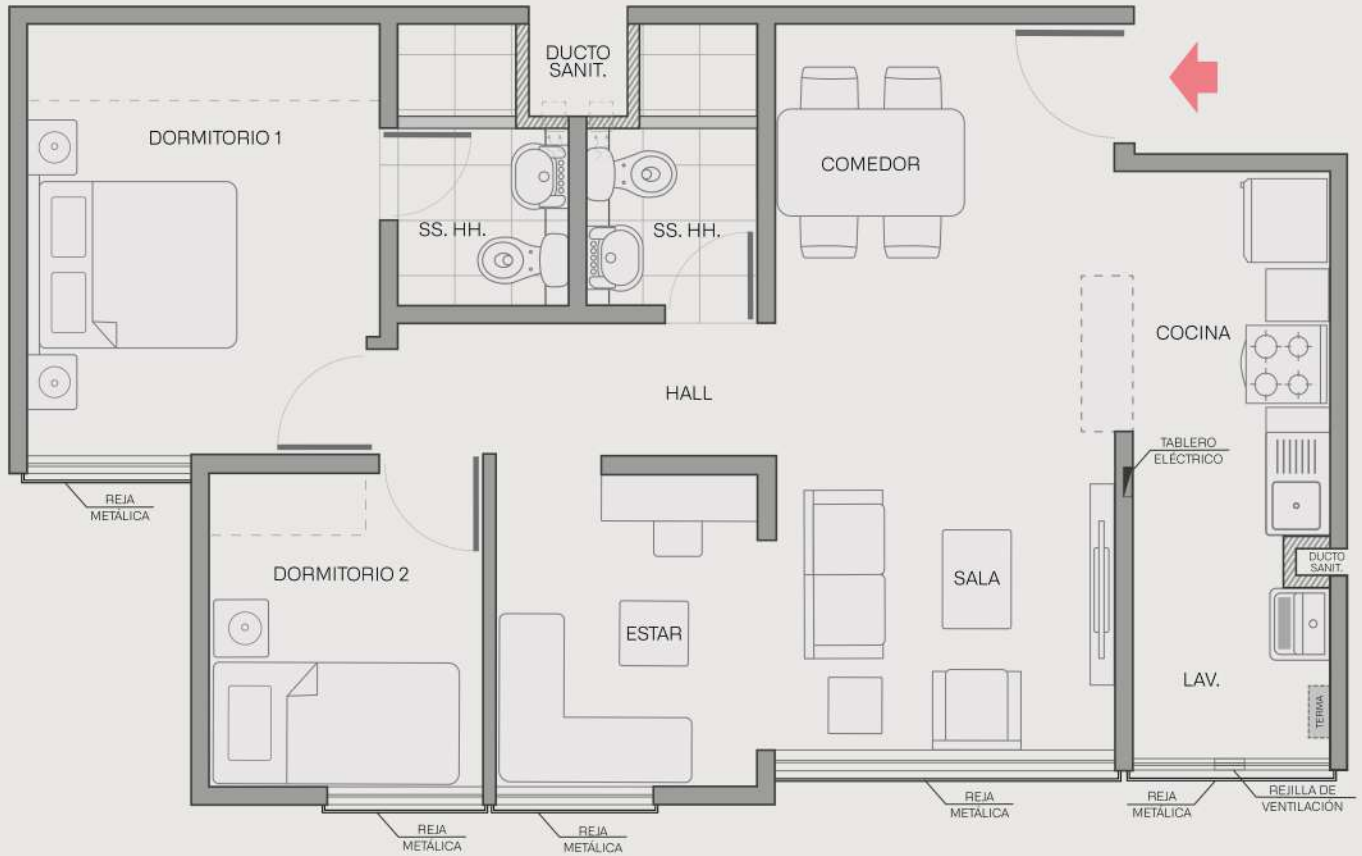 DUCTO
SANIT.
DORMITORIO 1
COMEDOR
SS. HH.
SS. HH.
COCINA
HALL
TABLERO
ELÉCTRICO
REJA
METÁLICA
DUCTO
SANIT.
DORMITORIO 2
SALA
ESTAR
LAV.
TERMA
REJA
METÁLICA
REJA
METÁLICA
REJA
METÁLICA
REJA
METÁLICA
REJILLA DE
VENTILACIÓN